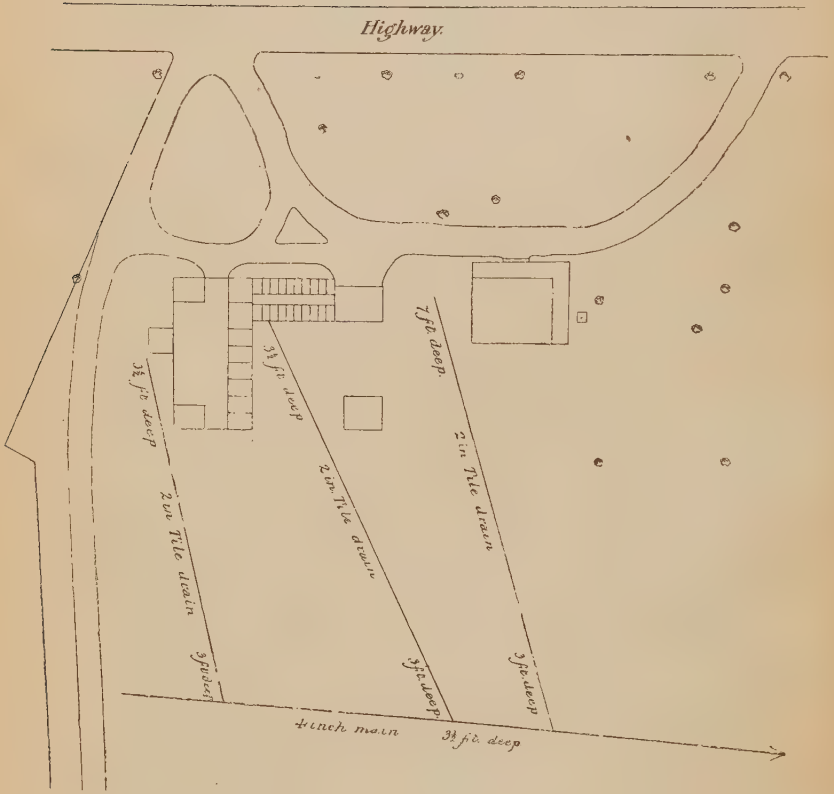 Highway.
7 ft. deep.
3½ ft deep
3½ ft deep
2 in Tile drain
2 in. Tile drain
2 in Tile drain
3 ft. deep
3 ft. deep
3 ft. deep.
4 inch main
3½ ft. deep